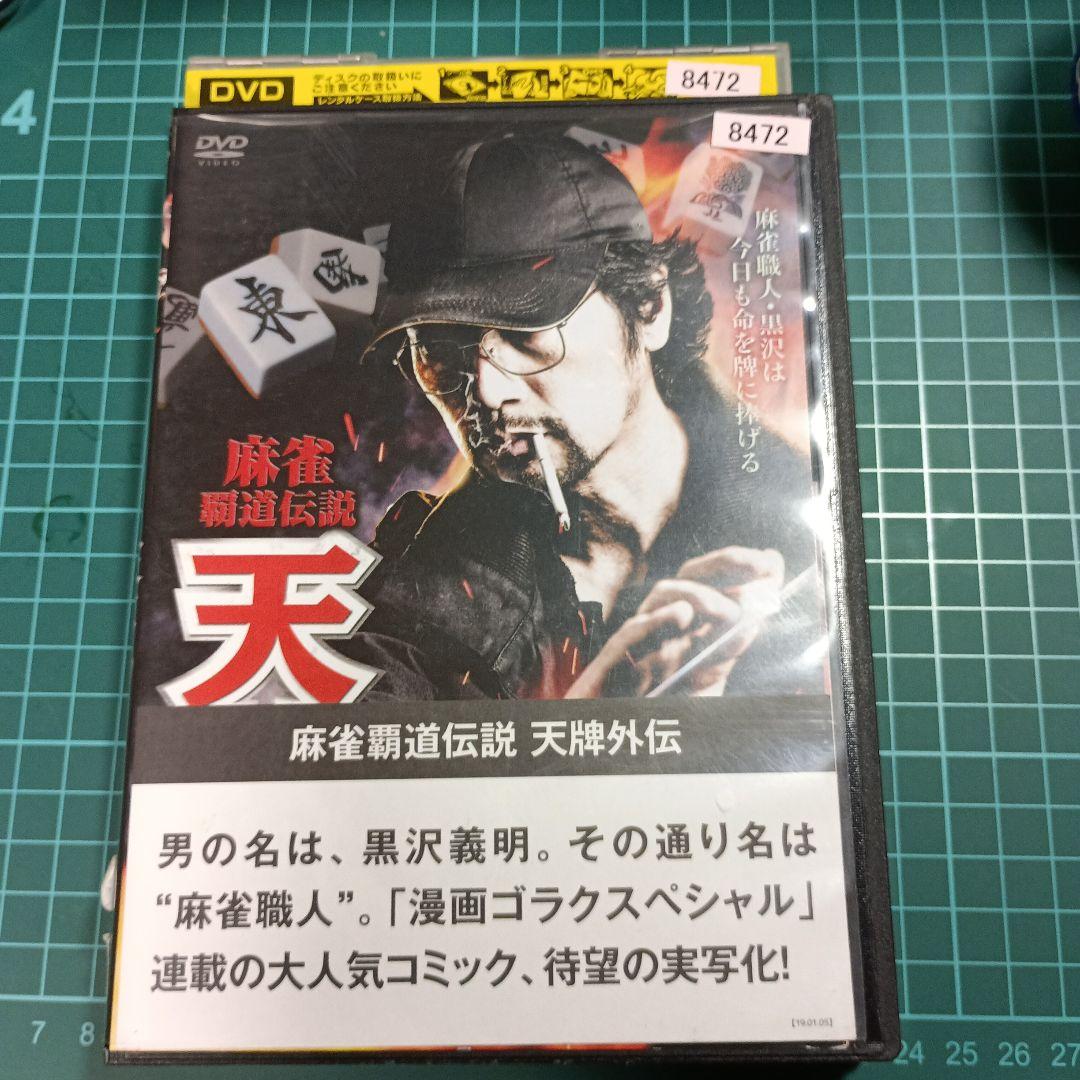 4
DVD
ディスクの取扱いに
ご注意ください
レンタルケース取扱方法
8472
8472
DVD
VIDEO
東
麻雀職人・黒沢は
今日も命を牌に捧げる
麻雀
覇道伝説
天
麻雀覇道伝説 天牌外伝
男の名は、黒沢義明。その通り名は
“麻雀職人”。「漫画ゴラクスペシャル」
連載の大人気コミック、待望の実写化!
[19.01.05]
7 8 24 25 26 27